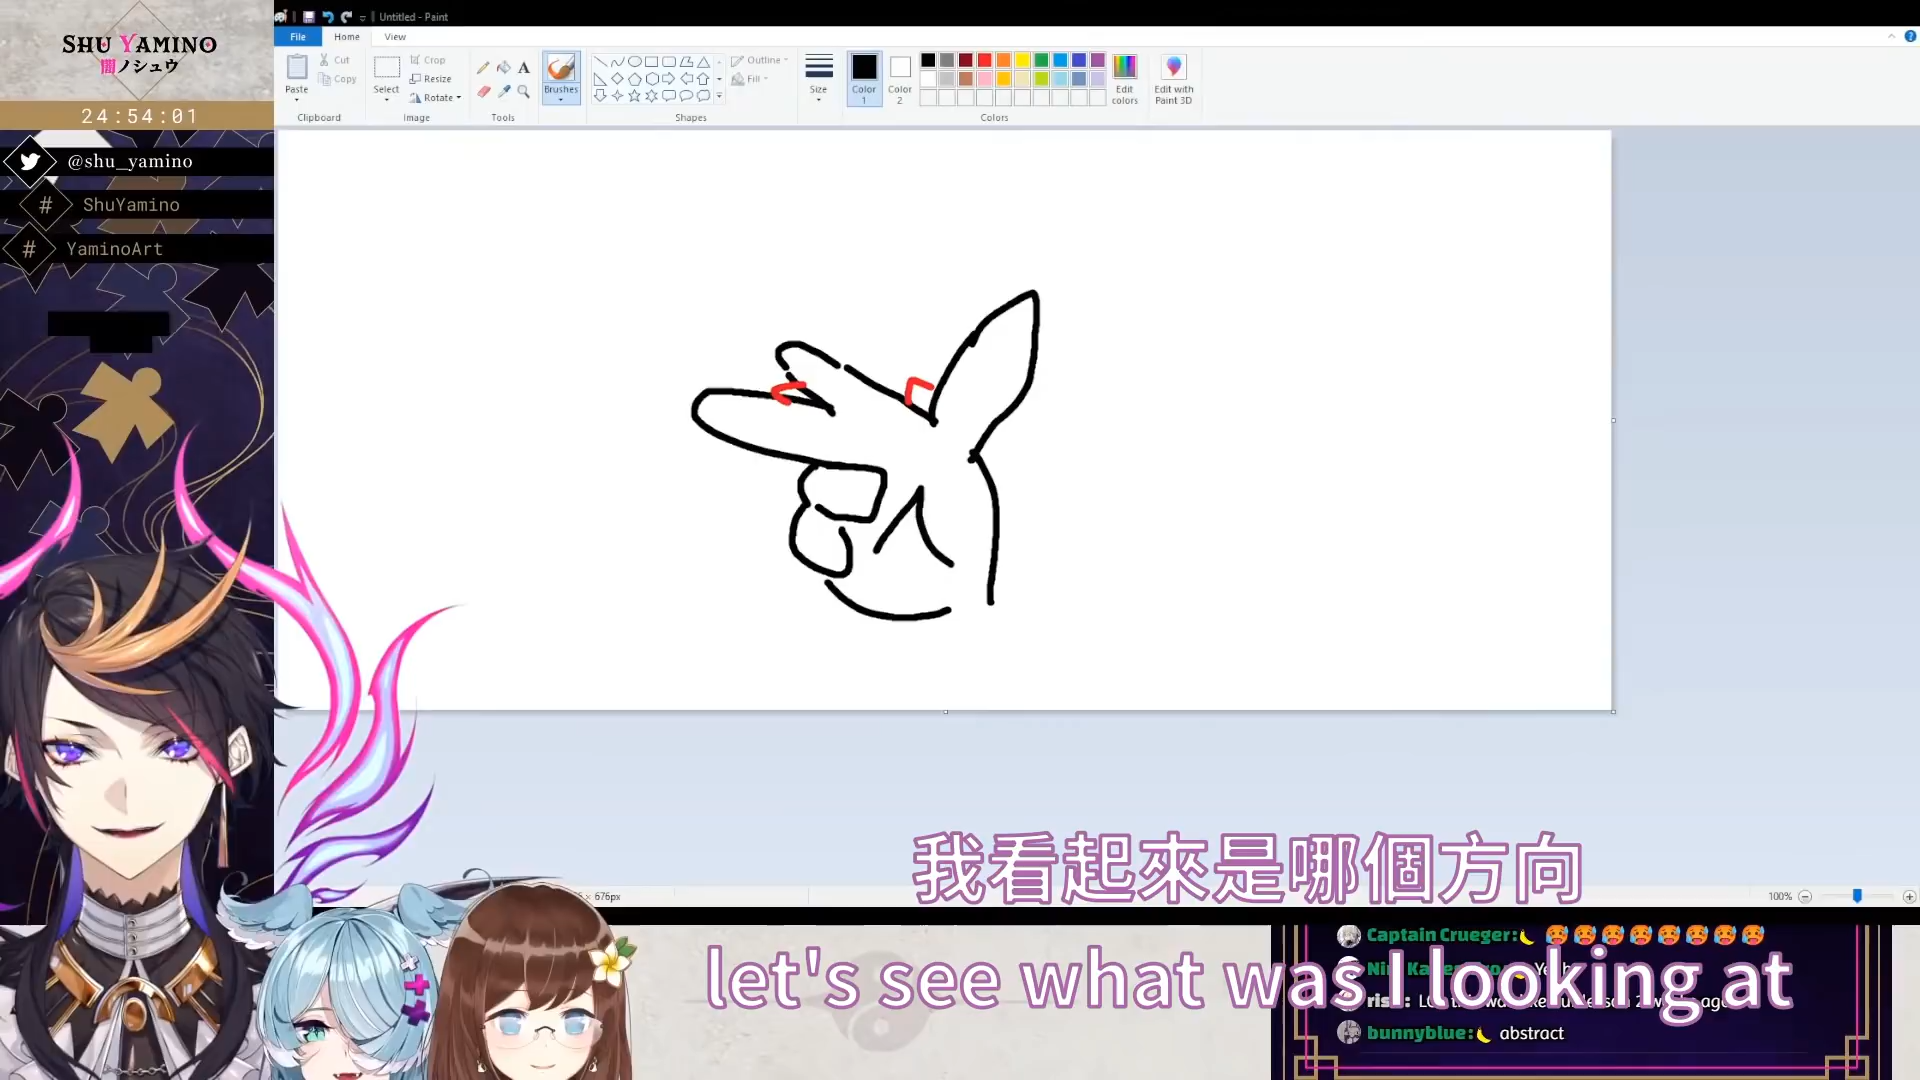 SHU YAMINO
闇ノシュウ
24:54:01
@shu_yamino
# ShuYamino
# YaminoArt
Untitled - Paint
File Home View
Paste
Cut
Copy
Clipboard
Select
Crop
Resize
Rotate
Image
A
Tools
Brushes
Outline
Fill
Shapes
Size
Color 1
Color 2
Edit colors
Colors
Edit with Paint 3D
我看起來是哪個方向
× 676px
100%
let's see what was I looking at
Captain Crueger:
bunnyblue: abstract